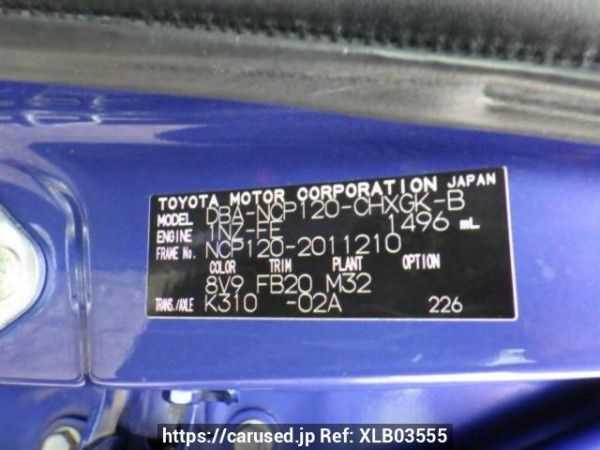 TOYOTA MOTOR CORPORATION JAPAN
MODEL DBA-NCP120-CHXGK-B
ENGINE 1NZ-FE 1496 mL
FRAME No. NCP120-2011210
COLOR TRIM PLANT OPTION
8V9 FB20 M32
TRANS./AXLE K310 -02A 226
https://carused.jp Ref: XLB03555